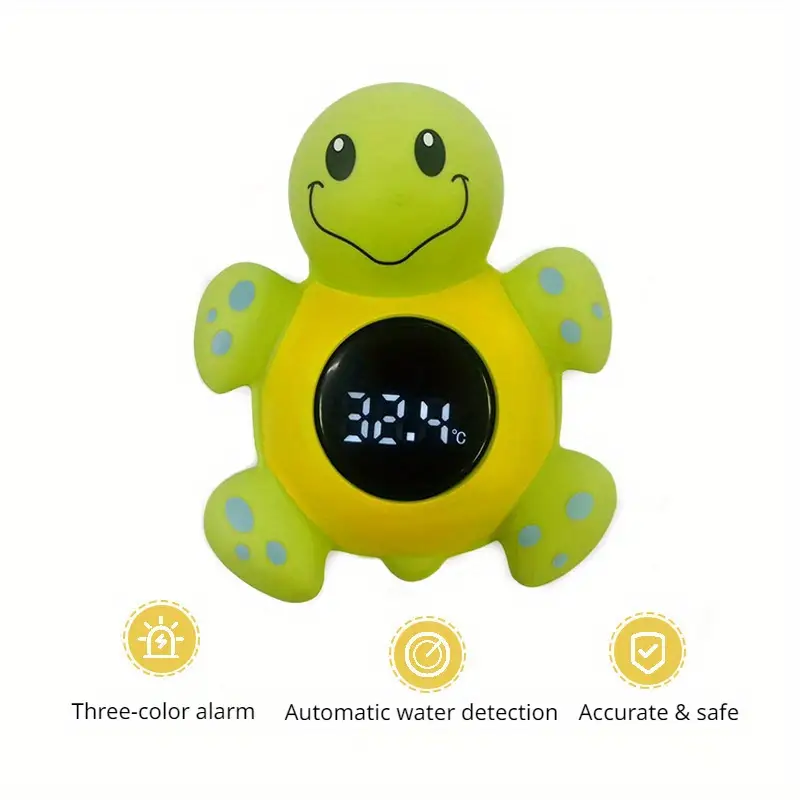 32.4°C
Three-color alarm
Automatic water detection
Accurate & safe